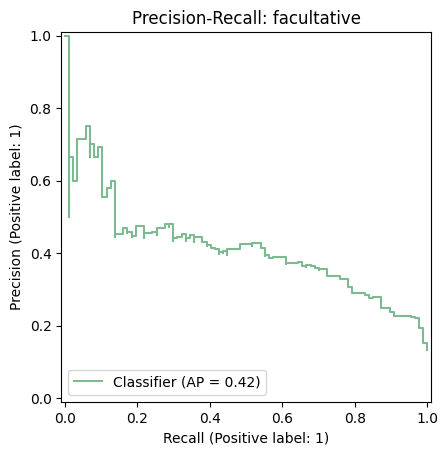 Precision-Recall: facultative
Precision (Positive label: 1)
1.0
0.8
0.6
0.4
0.2
0.0
Classifier (AP = 0.42)
0.0 0.2 0.4 0.6 0.8 1.0
Recall (Positive label: 1)